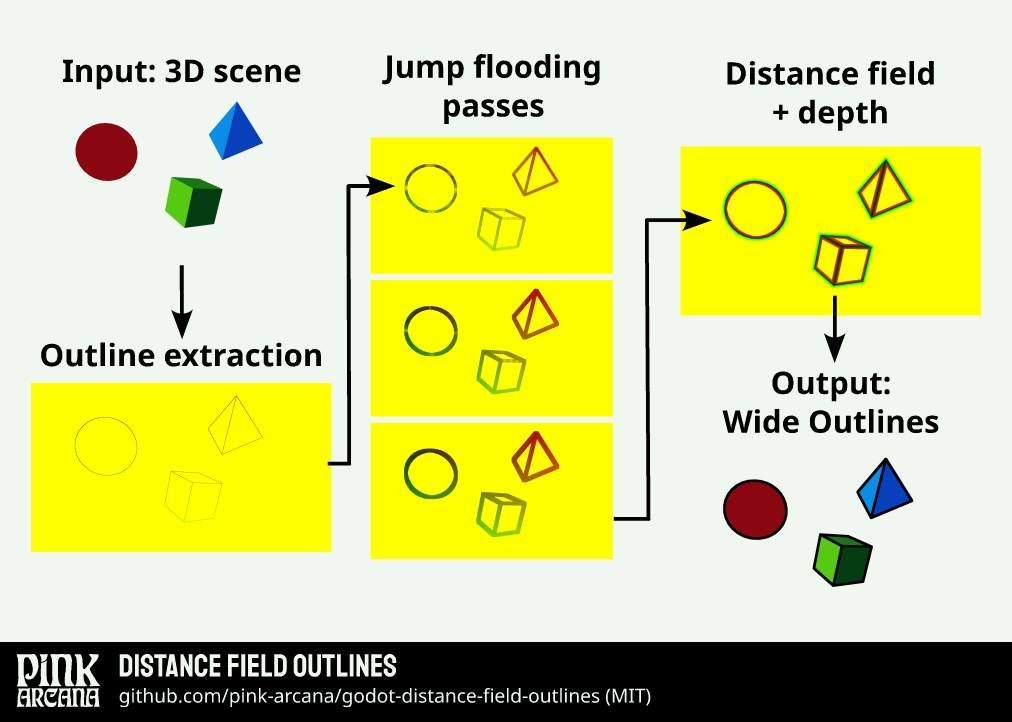 Input: 3D scene
Outline extraction
Jump flooding
passes
Distance field
+ depth
Output:
Wide Outlines
PINK
ARCANA
DISTANCE FIELD OUTLINES
github.com/pink-arcana/godot-distance-field-outlines (MIT)